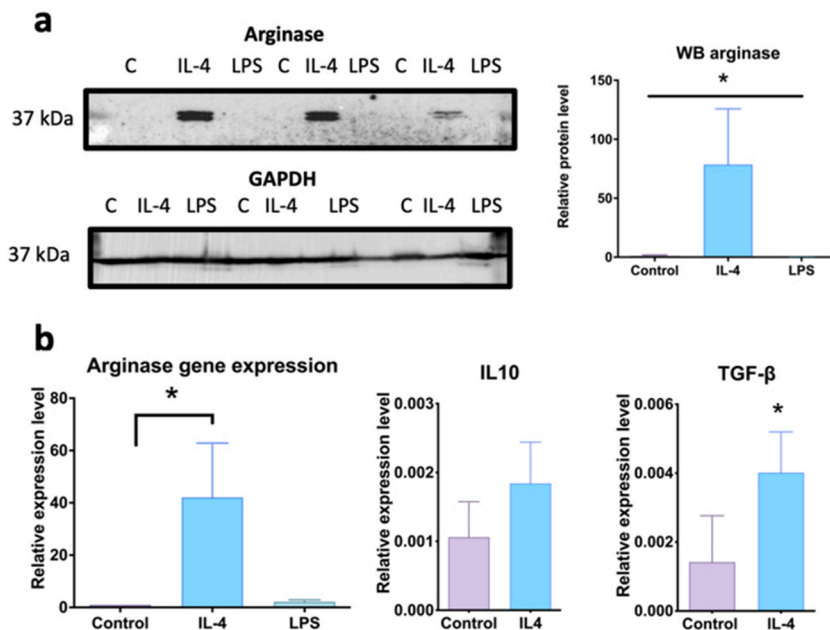 a
Arginase
C IL-4 LPS C IL-4 LPS C IL-4 LPS
37 kDa
GAPDH
C IL-4 LPS C IL-4 LPS C IL-4 LPS
37 kDa
WB arginase
Relative protein level
150
100
50
0
*
Control IL-4 LPS
b
Arginase gene expression
Relative expression level
80
60
40
20
0
*
Control IL-4 LPS
IL10
Relative expression level
0.003
0.002
0.001
0.000
Control IL4
TGF-β
Relative expression level
0.006
0.004
0.002
0.000
*
Control IL-4